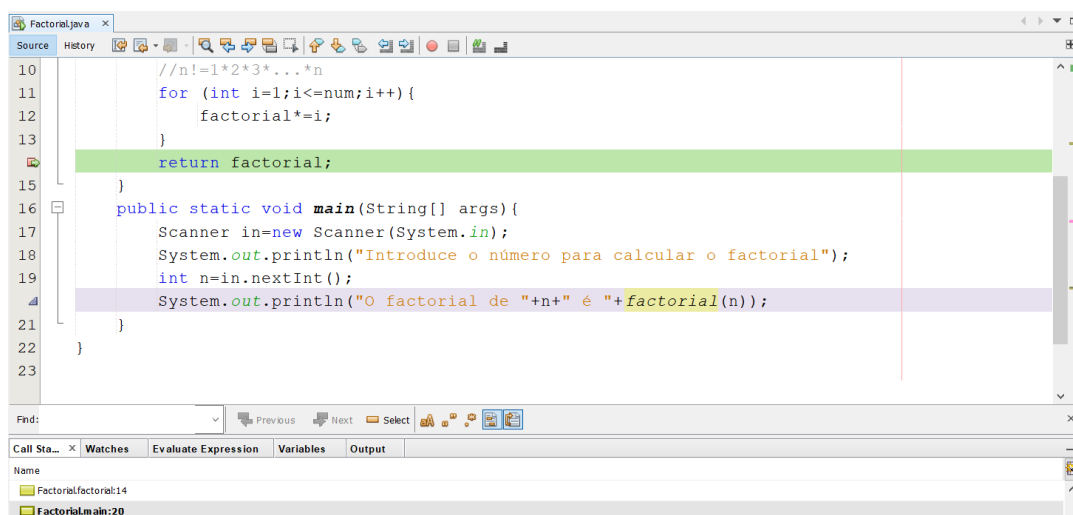 Factorial.java ×
Source History
10 //n!=1*2*3*...*n
11 for (int i=1;i<=num;i++){
12 factorial*=i;
13 }
return factorial;
15 }
16 public static void main(String[] args){
17 Scanner in=new Scanner(System.in);
18 System.out.println("Introduce o número para calcular o factorial");
19 int n=in.nextInt();
System.out.println("O factorial de "+n+" é "+factorial(n));
21 }
22 }
23
Find: Previous Next Select
Call Sta... × Watches Evaluate Expression Variables Output
Name
Factorial.factorial:14
Factorial.main:20